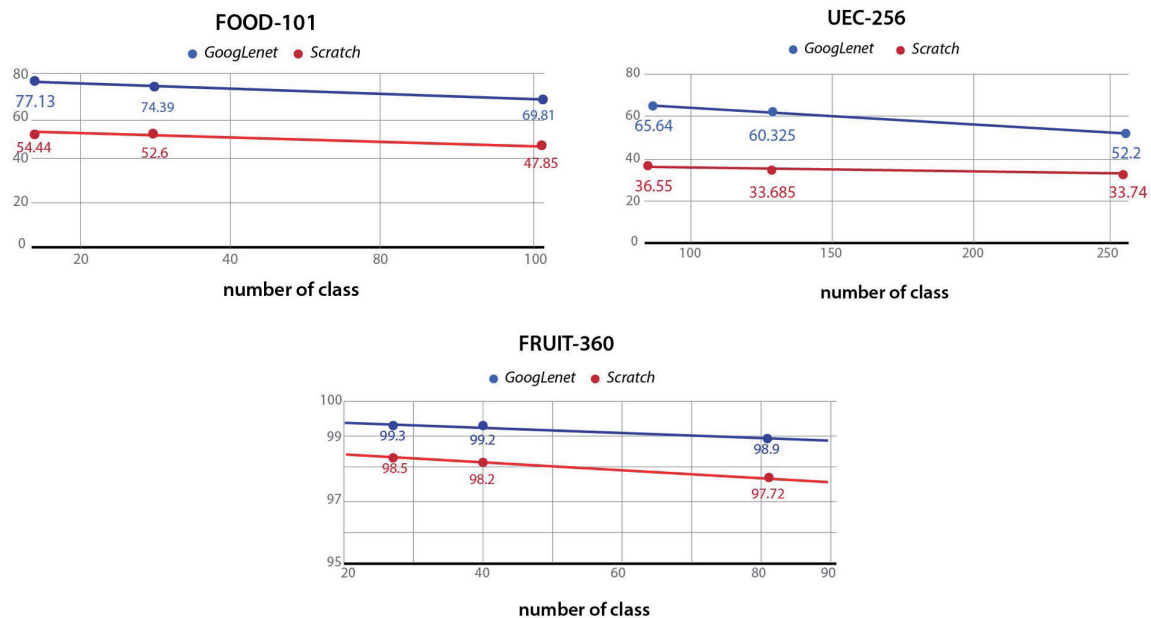 FOOD-101
GoogLenet Scratch
80
77.13 74.39 69.81
60
54.44 52.6 47.85
40
20
0
20 40 80 100
number of class
UEC-256
GoogLenet Scratch
80
60
65.64 60.325 52.2
40
36.55 33.685 33.74
20
0
100 150 200 250
number of class
FRUIT-360
GoogLenet Scratch
100
99.3 99.2 98.9
99
98.5 98.2 97.72
97
95
20 40 60 80 90
number of class